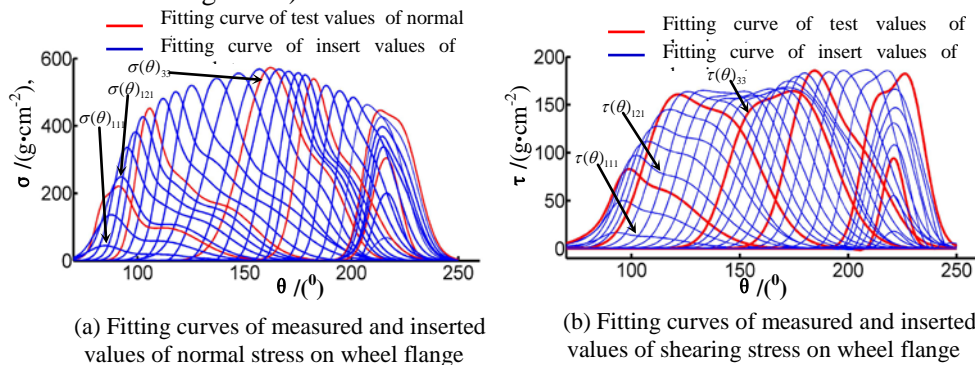 Fitting curve of test values of normal
Fitting curve of insert values of
600
400
200
0
σ /(g•cm⁻²),
σ(θ)₃₃
σ(θ)₁₂₁
σ(θ)₁₁₁
100 150 200 250
θ /(⁰)
(a) Fitting curves of measured and inserted
values of normal stress on wheel flange
Fitting curve of test values of
Fitting curve of insert values of
200
150
100
50
0
τ /(g•cm⁻²)
τ(θ)₃₃
τ(θ)₁₂₁
τ(θ)₁₁₁
100 150 200 250
θ /(⁰)
(b) Fitting curves of measured and inserted
values of shearing stress on wheel flange